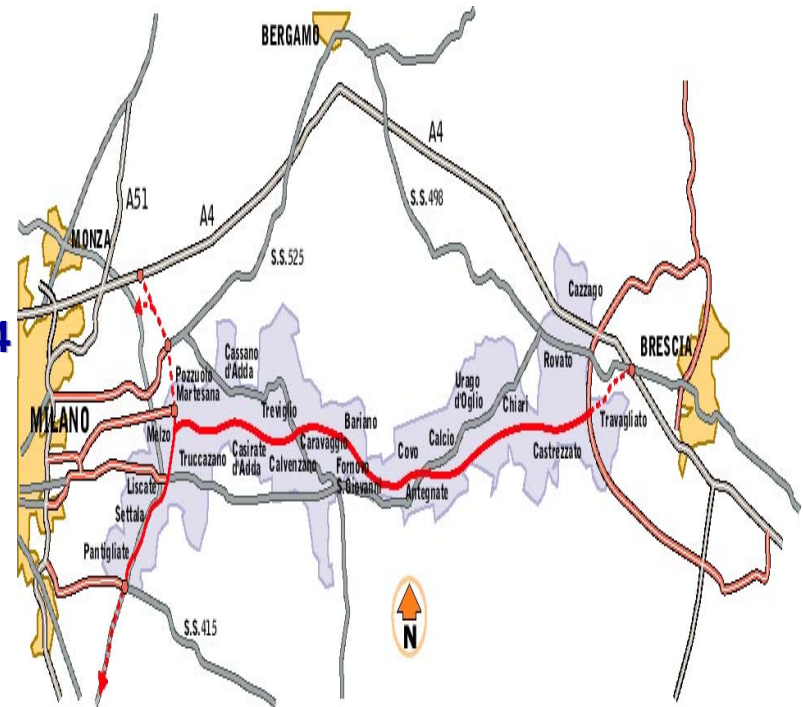 BERGAMO
A4
A51
A4
S.S.498
MONZA
S.S.525
Cazzago
4
BRESCIA
Cassano
d'Adda
Rovato
Pozzuolo
Martesana
Urago
d'Oglio
MILANO
Treviglio
Chiari
Bariano
Travagliato
Melzo
Caravaggio
Calcio
Truccazano
Casirate
d'Adda
Calvenzano
Covo
Castrezzato
Fornovo
S.Giovanni
Liscate
Antegnate
Settala
Pantigliate
S.S.415
N